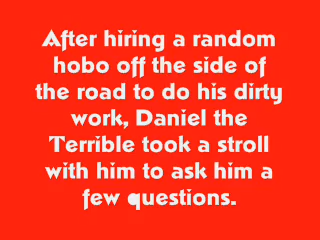 After hiring a random
hobo off the side of
the road to do his dirty
work, Daniel the
Terrible took a stroll
with him to ask him a
few questions.